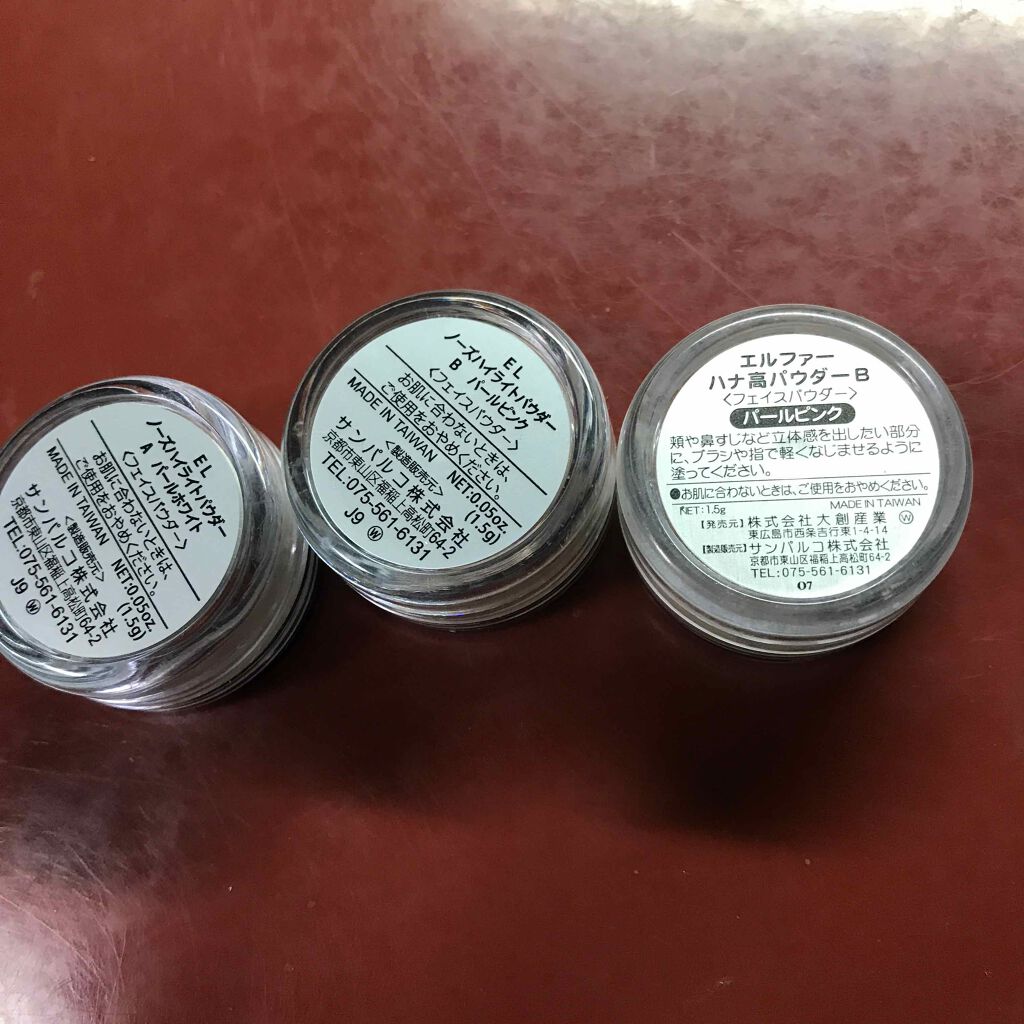 EL
ノーズハイライトパウダー
A パールホワイト
〈フェイスパウダー〉
お肌に合わないときは、
ご使用をおやめください。
MADE IN TAIWAN NET:0.05oz.
(1.5g)
〈製造販売元〉
サンパルコ株式会社
京都市東山区福稲上高松町64-2
TEL:075-561-6131
J9 W
EL
ノーズハイライトパウダー
B パールピンク
〈フェイスパウダー〉
お肌に合わないときは、
ご使用をおやめください。
MADE IN TAIWAN NET:0.05oz.
(1.5g)
〈製造販売元〉
サンパルコ株式会社
京都市東山区福稲上高松町64-2
TEL:075-561-6131
J9 W
エルファー
ハナ高パウダーB
〈フェイスパウダー〉
パールピンク
頬や鼻すじなど立体感を出したい部分
に、ブラシや指で軽くなじませるように
塗ってください。
●お肌に合わないときは、ご使用をおやめください。
NET:1.5g MADE IN TAIWAN
【発売元】株式会社大創産業 W
東広島市西条吉行東1-4-14
【製造販売元】サンパルコ株式会社
京都市東山区福稲上高松町64-2
TEL:075-561-6131
07